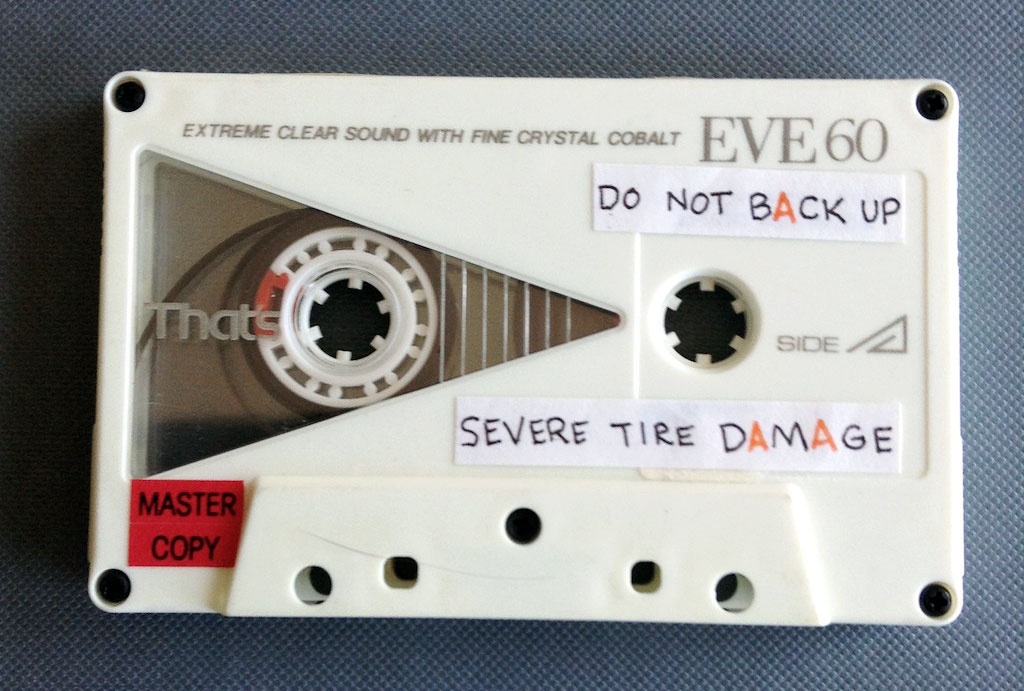 EXTREME CLEAR SOUND WITH FINE CRYSTAL COBALT EVE 60
DO NOT BACK UP
That's
SIDE A
SEVERE TIRE DAMAGE
MASTER
COPY